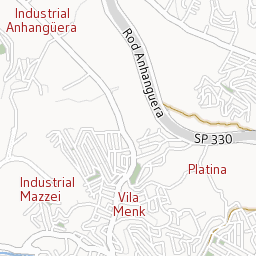 Industrial
Anhangüera
Rod Anhanguera
SP 330
Industrial
Mazzei
Platina
Vila
Menk